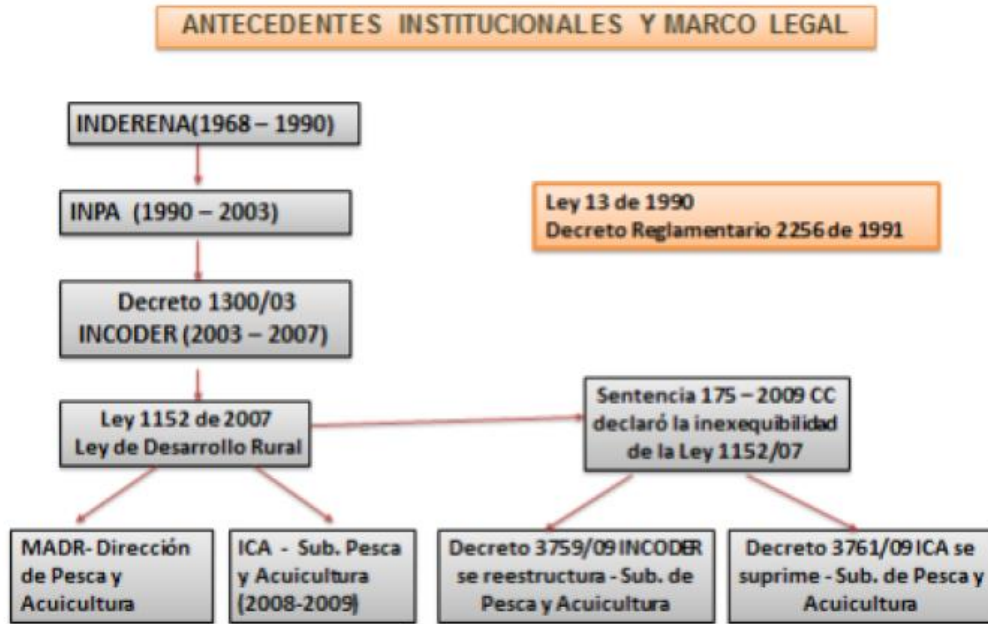 ANTECEDENTES INSTITUCIONALES Y MARCO LEGAL
INDERENA(1968 – 1990)
INPA (1990 – 2003)
Ley 13 de 1990
Decreto Reglamentario 2256 de 1991
Decreto 1300/03
INCODER (2003 – 2007)
Ley 1152 de 2007
Ley de Desarrollo Rural
Sentencia 175 – 2009 CC
declaró la inexequibilidad
de la Ley 1152/07
MADR- Dirección
de Pesca y
Acuicultura
ICA - Sub. Pesca
y Acuicultura
(2008-2009)
Decreto 3759/09 INCODER
se reestructura - Sub. de
Pesca y Acuicultura
Decreto 3761/09 ICA se
suprime - Sub. de Pesca y
Acuicultura